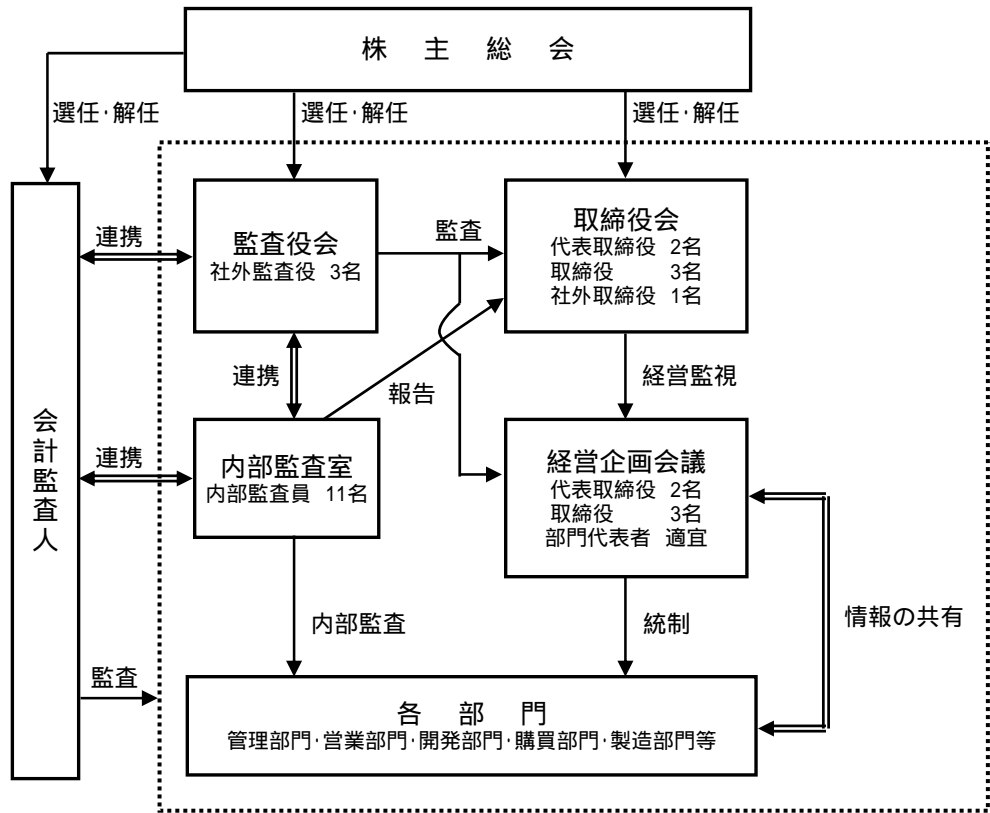 株主総会
選任・解任
選任・解任
選任・解任
連携
監査役会
社外監査役 3名
監査
取締役会
代表取締役 2名
取締役 3名
社外取締役 1名
連携
報告
経営監視
会計監査人
連携
内部監査室
内部監査員 11名
経営企画会議
代表取締役 2名
取締役 3名
部門代表者 適宜
内部監査
統制
情報の共有
監査
各部門
管理部門・営業部門・開発部門・購買部門・製造部門等